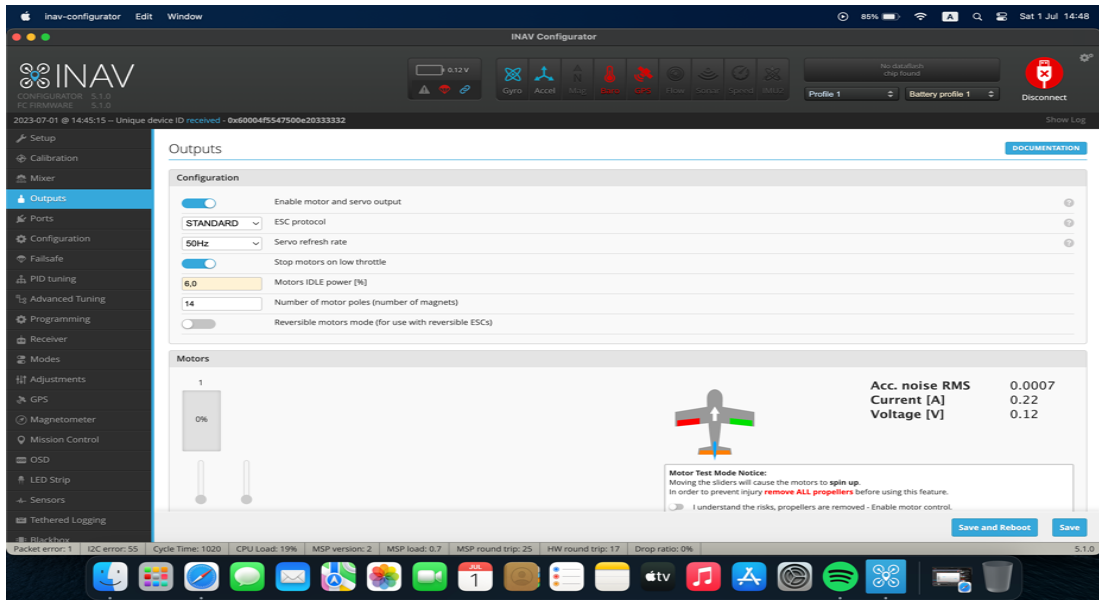 inav-configurator Edit Window 85% A Sat 1 Jul 14:48
INAV Configurator
INAV
CONFIGURATOR 5.1.0
FC FIRMWARE 5.1.0
0.12 V
Gyro Accel Mag Baro GPS Flow Sonar Speed IMU2
No dataflash
chip found
Profile 1 Battery profile 1 Disconnect
2023-07-01 @ 14:45:15 -- Unique device ID received - 0x60004f5547500e20333332 Show Log
Setup
Calibration
Mixer
Outputs
Ports
Configuration
Failsafe
PID tuning
Advanced Tuning
Programming
Receiver
Modes
Adjustments
GPS
Magnetometer
Mission Control
OSD
LED Strip
Sensors
Tethered Logging
Blackbox
Outputs DOCUMENTATION
Configuration
Enable motor and servo output
STANDARD ESC protocol
50Hz Servo refresh rate
Stop motors on low throttle
6,0 Motors IDLE power [%]
14 Number of motor poles (number of magnets)
Reversible motors mode (for use with reversible ESCs)
Motors
1
0%
Acc. noise RMS 0.0007
Current [A] 0.22
Voltage [V] 0.12
Motor Test Mode Notice:
Moving the sliders will cause the motors to spin up.
In order to prevent injury remove ALL propellers before using this feature.
I understand the risks, propellers are removed - Enable motor control.
Save and Reboot Save
Packet error: 1 I2C error: 55 Cycle Time: 1020 CPU Load: 19% MSP version: 2 MSP load: 0.7 MSP round trip: 25 HW round trip: 17 Drop ratio: 0% 5.1.0
JUL
1
tv